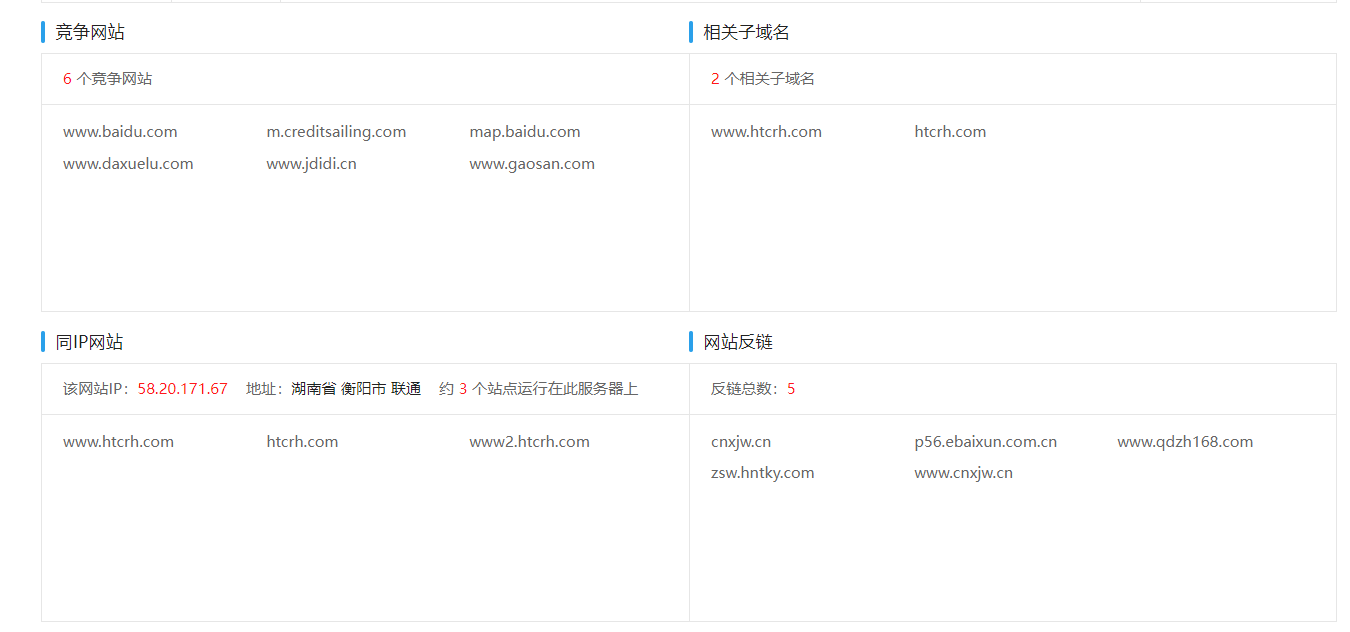 竞争网站
6 个竞争网站
www.baidu.com m.creditsailing.com map.baidu.com
www.daxuelu.com www.jdidi.cn www.gaosan.com
相关子域名
2 个相关子域名
www.htcrh.com htcrh.com
同IP网站
该网站IP：58.20.171.67 地址：湖南省 衡阳市 联通 约 3 个站点运行在此服务器上
www.htcrh.com htcrh.com www2.htcrh.com
网站反链
反链总数：5
cnxjw.cn p56.ebaixun.com.cn www.qdzh168.com
zsw.hntky.com www.cnxjw.cn